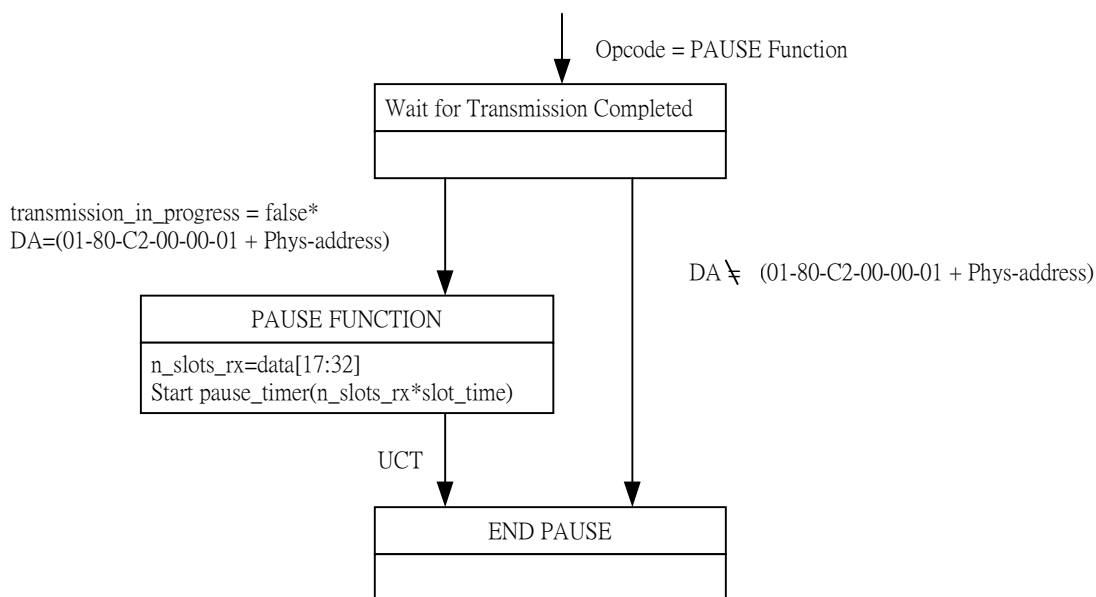 Opcode = PAUSE Function
Wait for Transmission Completed
transmission_in_progress = false*
DA=(01-80-C2-00-00-01 + Phys-address)
DA ≠ (01-80-C2-00-00-01 + Phys-address)
PAUSE FUNCTION
n_slots_rx=data[17:32]
Start pause_timer(n_slots_rx*slot_time)
UCT
END PAUSE